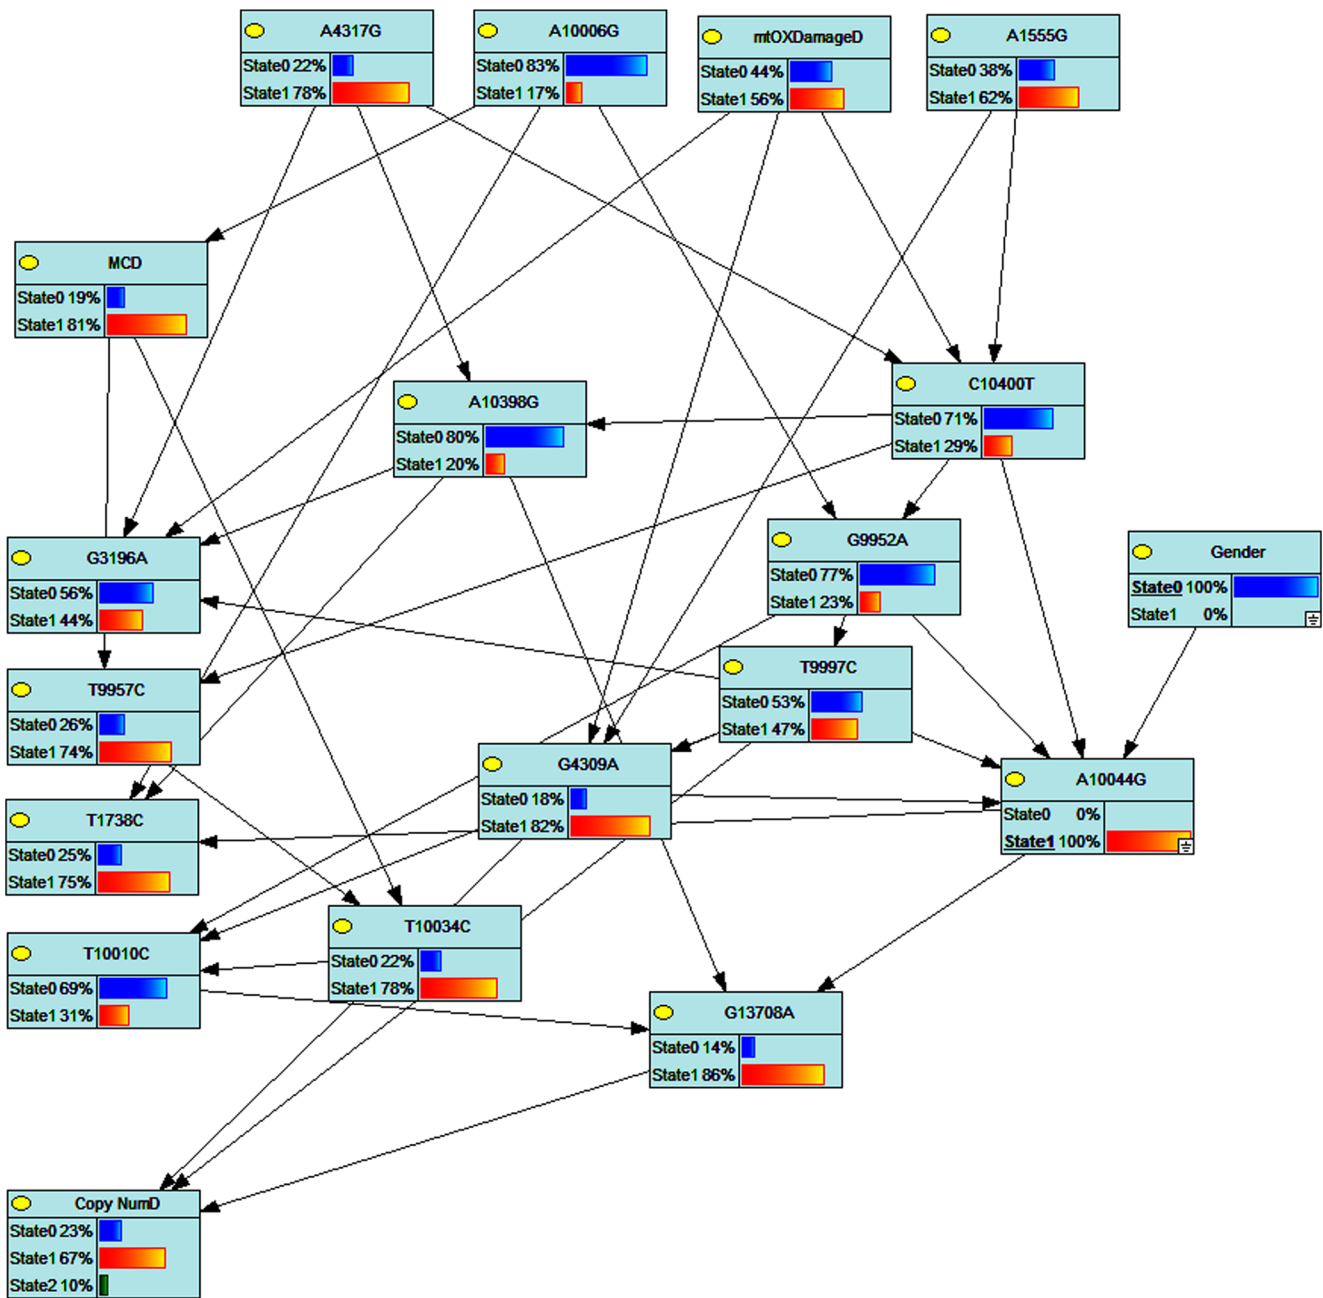 A4317G
State0 22%
State1 78%
A10006G
State0 83%
State1 17%
mtOXDamageD
State0 44%
State1 56%
A1555G
State0 38%
State1 62%
MCD
State0 19%
State1 81%
A10398G
State0 80%
State1 20%
C10400T
State0 71%
State1 29%
G3196A
State0 56%
State1 44%
G9952A
State0 77%
State1 23%
Gender
State0 100%
State1 0%
T9957C
State0 26%
State1 74%
T9997C
State0 53%
State1 47%
G4309A
State0 18%
State1 82%
A10044G
State0 0%
State1 100%
T1738C
State0 25%
State1 75%
T10010C
State0 69%
State1 31%
T10034C
State0 22%
State1 78%
G13708A
State0 14%
State1 86%
Copy NumD
State0 23%
State1 67%
State2 10%